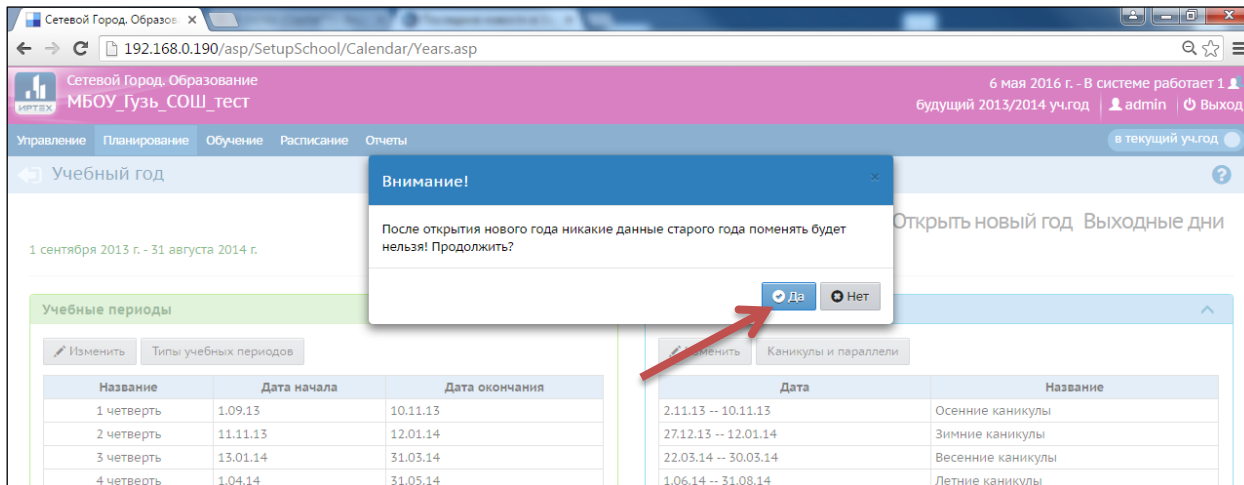 Сетевой Город. Образов
192.168.0.190/asp/SetupSchool/Calendar/Years.asp
ИРТЕХ
Сетевой Город. Образование
МБОУ_Гузь_СОШ_тест
6 мая 2016 г. - В системе работает 1
будущий 2013/2014 уч.год admin Выход
Управление Планирование Обучение Расписание Отчеты
в текущий уч.год
Учебный год
?
Внимание!
×
После открытия нового года никакие данные старого года поменять будет
нельзя! Продолжить?
Да Нет
Открыть новый год Выходные дни
1 сентября 2013 г. - 31 августа 2014 г.
Учебные периоды
Изменить Типы учебных периодов
Название Дата начала Дата окончания
1 четверть 1.09.13 10.11.13
2 четверть 11.11.13 12.01.14
3 четверть 13.01.14 31.03.14
4 четверть 1.04.14 31.05.14
Изменить Каникулы и параллели
Дата Название
2.11.13 -- 10.11.13 Осенние каникулы
27.12.13 -- 12.01.14 Зимние каникулы
22.03.14 -- 30.03.14 Весенние каникулы
1.06.14 -- 31.08.14 Летние каникулы